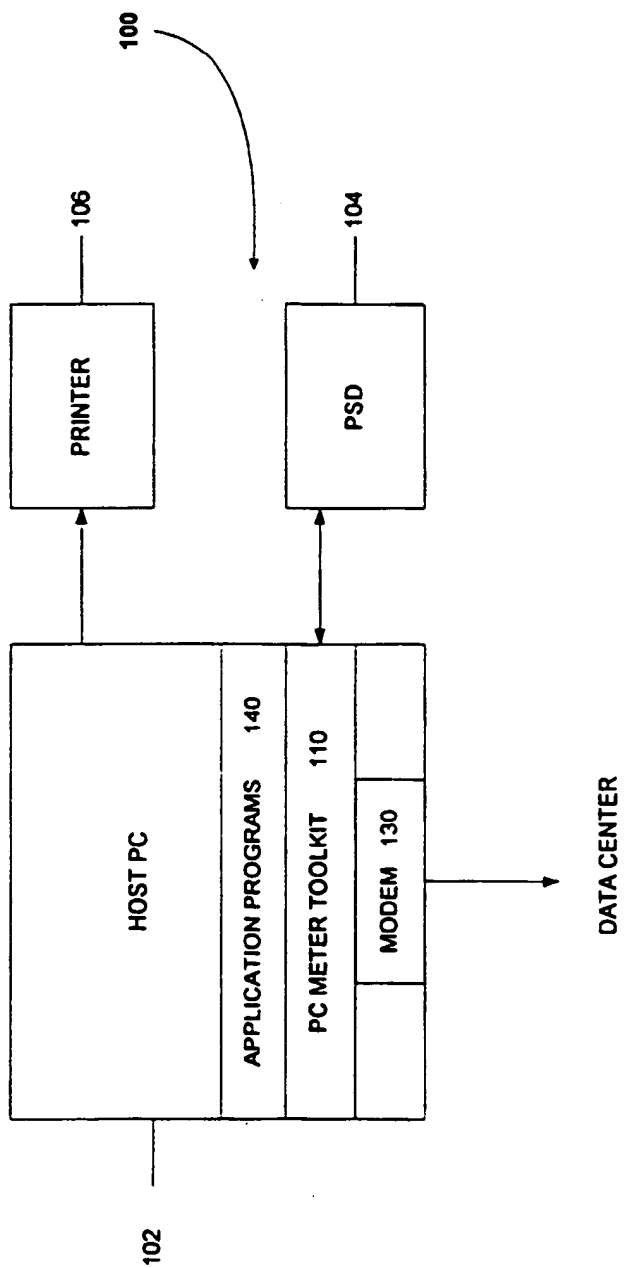 100
106
PRINTER
104
PSD
HOST PC
APPLICATION PROGRAMS 140
PC METER TOOLKIT 110
MODEM 130
102
DATA CENTER